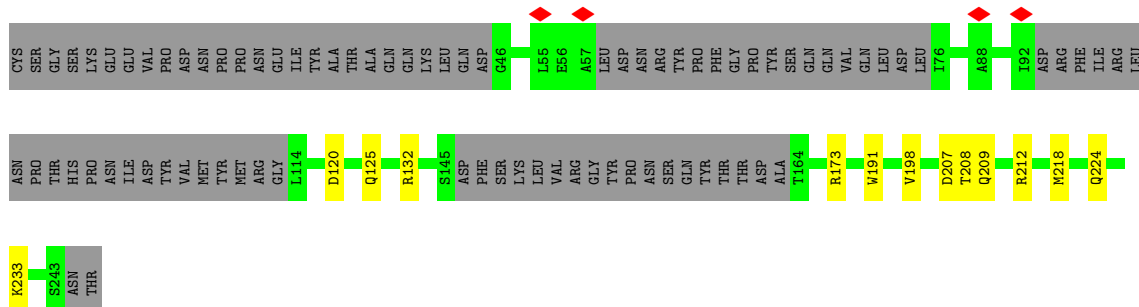 CYS SER GLY SER LYS GLU GLU VAL PRO ASP ASN PRO PRO ASN GLU ILE TYR ALA THR ALA GLN GLN LYS LEU GLN ASP G46 L55 E56 A57 LEU ASP ASN ARG TYR PRO PHE GLY PRO TYR SER GLN GLN VAL GLN LEU ASP LEU I76 A88 I92 ASP ARG PHE ILE ARG LEU
ASN PRO THR HIS PRO ASN ILE ASP TYR VAL MET TYR MET ARG GLY L114 D120 Q125 R132 S145 ASP PHE SER LYS LEU VAL ARG GLY TYR PRO ASN SER GLN TYR THR THR ASP ALA T164 R173 W191 V198 D207 T208 Q209 R212 M218 Q224
K233 S243 ASN THR